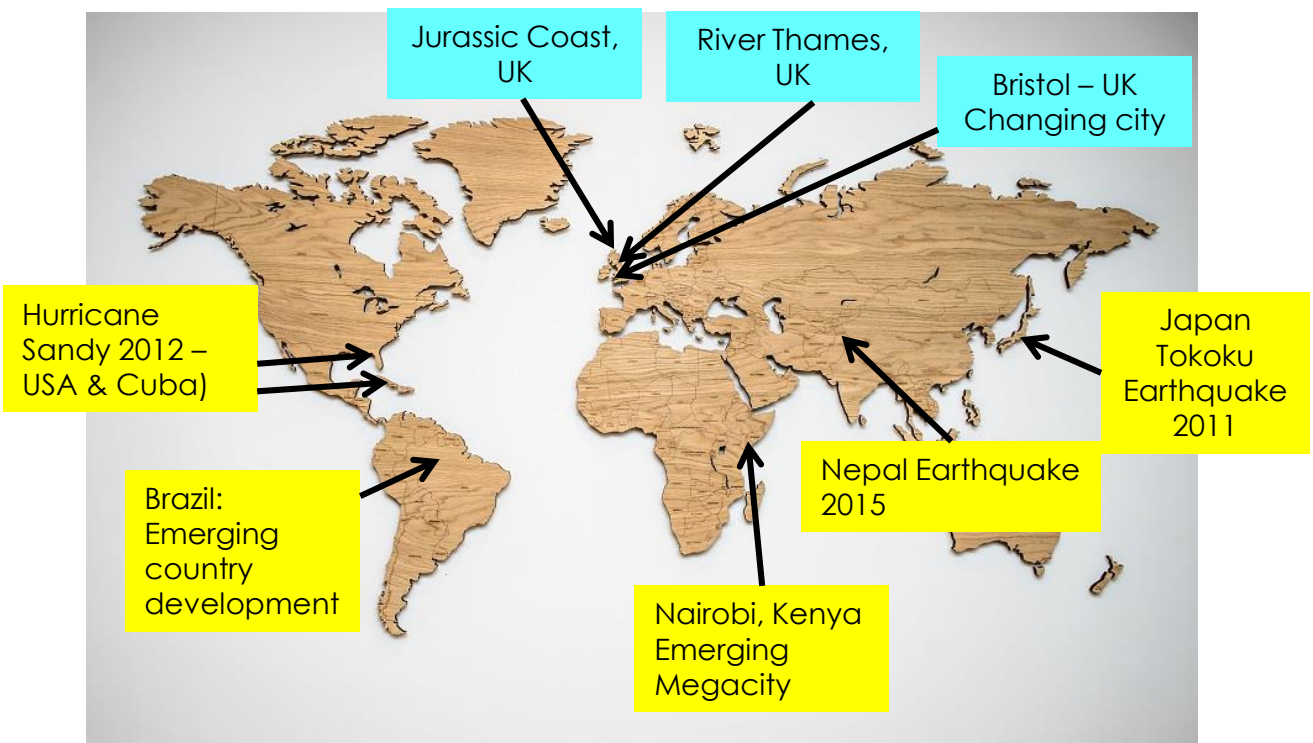 Jurassic Coast,
UK
River Thames,
UK
Bristol – UK
Changing city
Hurricane
Sandy 2012 –
USA & Cuba)
Japan
Tokoku
Earthquake
2011
Nepal Earthquake
2015
Brazil:
Emerging
country
development
Nairobi, Kenya
Emerging
Megacity